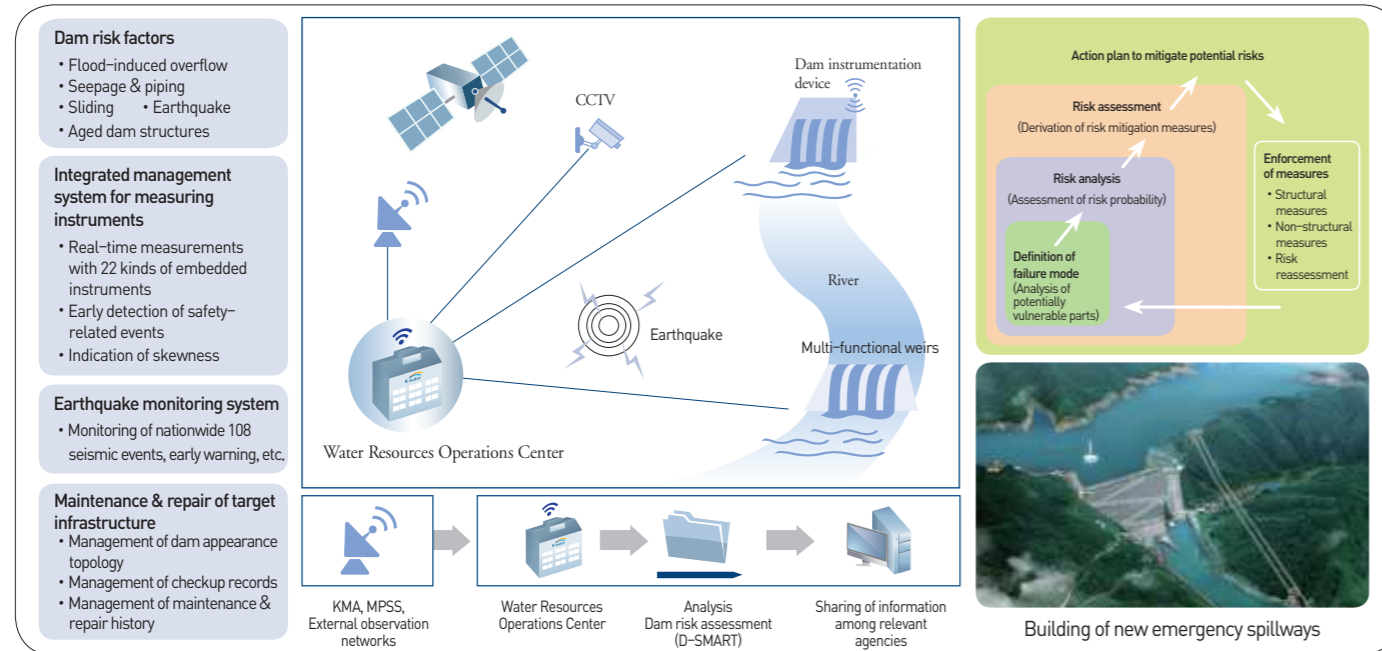 Dam risk factors
• Flood-induced overflow
• Seepage & piping
• Sliding • Earthquake
• Aged dam structures
Integrated management
system for measuring
instruments
• Real-time measurements
with 22 kinds of embedded
instruments
• Early detection of safety-
related events
• Indication of skewness
Earthquake monitoring system
• Monitoring of nationwide 108
seismic events, early warning, etc.
Maintenance & repair of target
infrastructure
• Management of dam appearance
topology
• Management of checkup records
• Management of maintenance &
repair history
CCTV
Dam instrumentation
device
River
Earthquake
Multi-functional weirs
K water
Water Resources Operations Center
K water
KMA, MPSS,
External observation
networks
Water Resources
Operations Center
Analysis
Dam risk assessment
(D-SMART)
Sharing of information
among relevant
agencies
Action plan to mitigate potential risks
Risk assessment
(Derivation of risk mitigation measures)
Risk analysis
(Assessment of risk probability)
Definition of
failure mode
(Analysis of
potentially
vulnerable parts)
Enforcement
of measures
• Structural
measures
• Non-structural
measures
• Risk
reassessment
Building of new emergency spillways